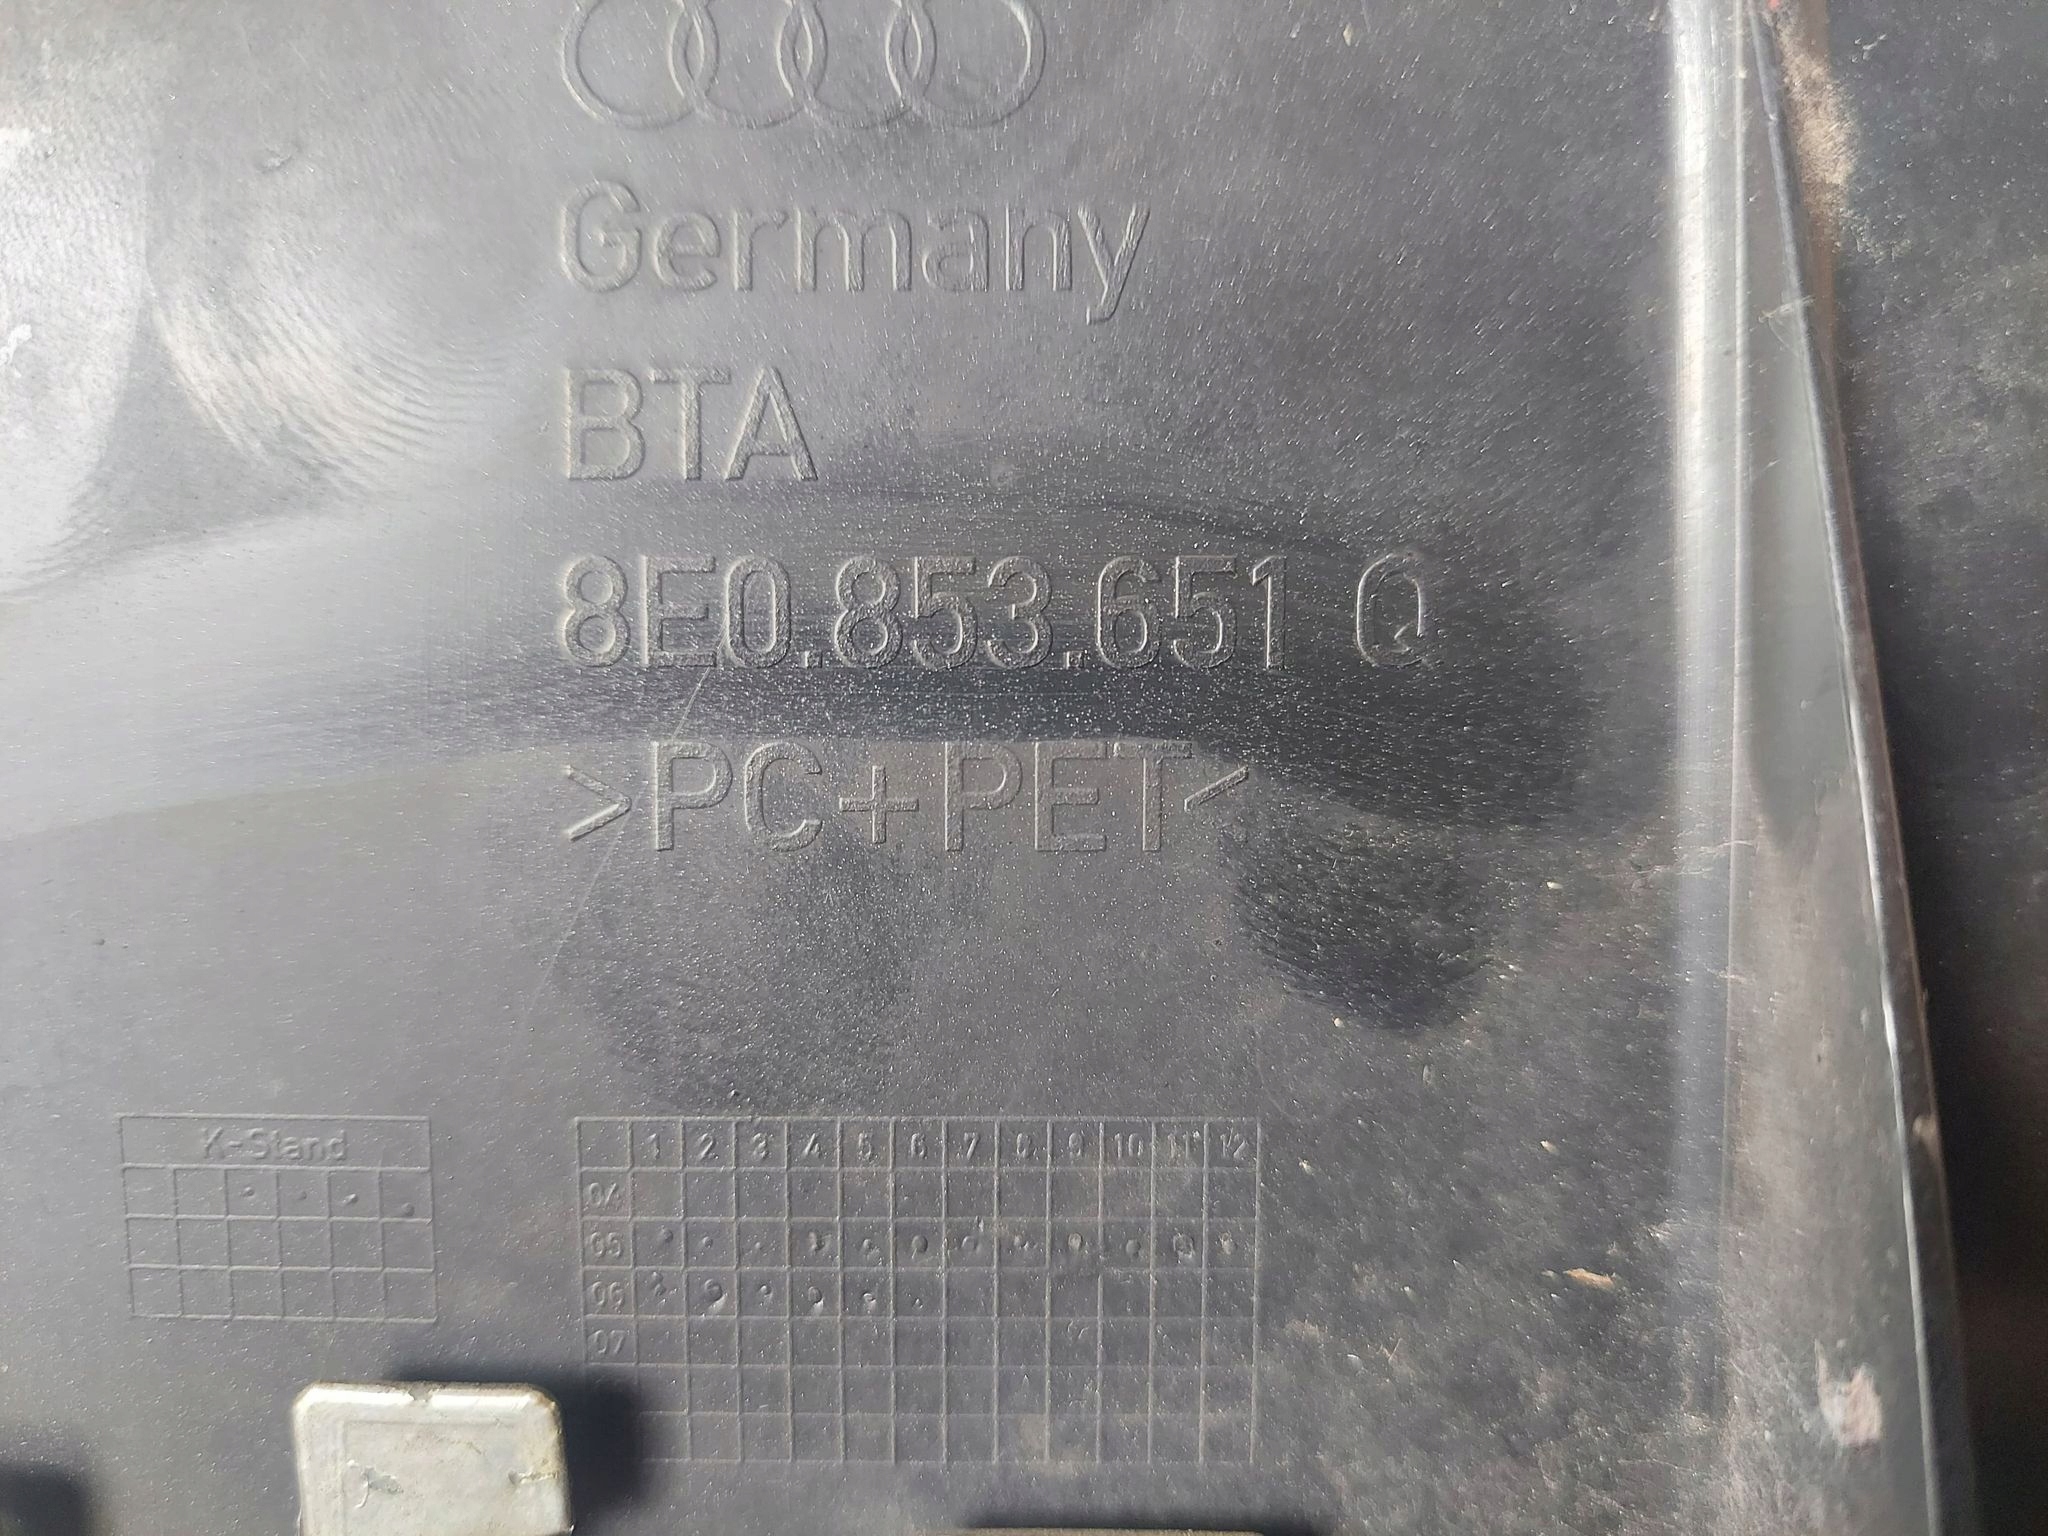 Germany
BTA
8E0.853.651 Q
>PC+PET<
K-Stand
1 2 3 4 5 6 7 8 9 10 11 12
04
05
06
07